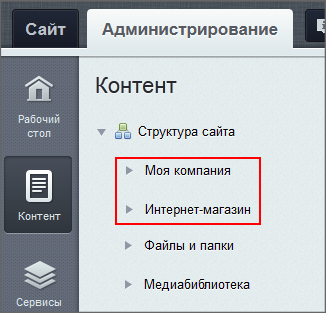 Сайт
Администрирование
Контент
Рабочий
стол
Структура сайта
Моя компания
Контент
Интернет-магазин
Файлы и папки
Медиабиблиотека
Сервисы